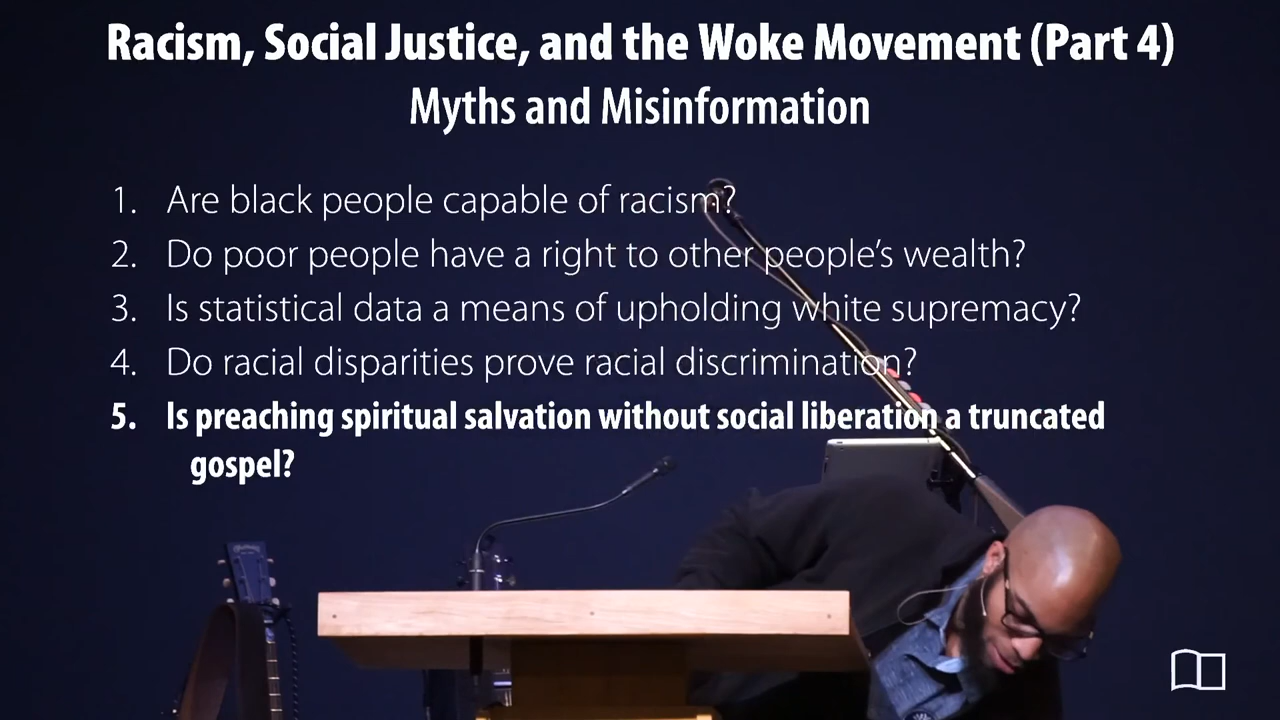 Racism, Social Justice, and the Woke Movement (Part 4)
Myths and Misinformation
1. Are black people capable of racism?
2. Do poor people have a right to other people's wealth?
3. Is statistical data a means of upholding white supremacy?
4. Do racial disparities prove racial discrimination?
5. Is preaching spiritual salvation without social liberation a truncated
gospel?